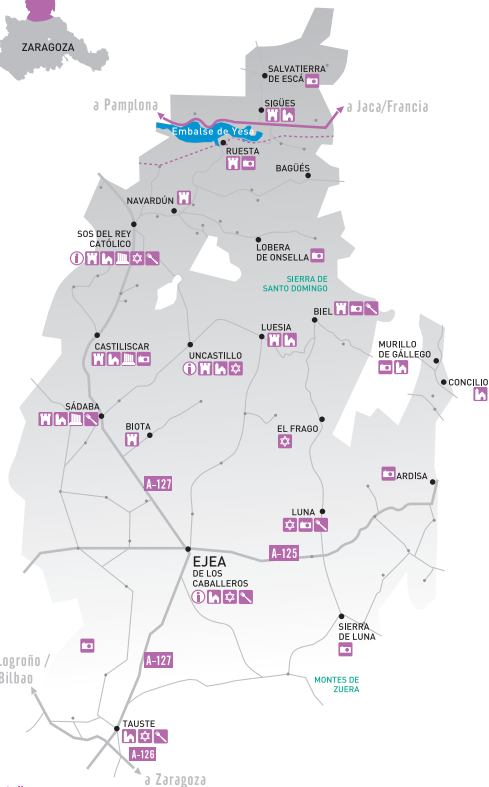 ZARAGOZA
SALVATIERRA
DE ESCÁ
a Pamplona
SIGÜES
a Jaca/Francia
Embalse de Yesa
RUESTA
BAGÜÉS
NAVARDÚN
SOS DEL REY
CATÓLICO
LOBERA
DE ONSELLA
SIERRA DE
SANTO DOMINGO
BIEL
LUESIA
CASTILISCAR
UNCASTILLO
MURILLO
DE GÁLLEGO
CONCILIO
SÁDABA
BIOTA
EL FRAGO
A-127
ARDÍSA
LUNA
EJEA
DE LOS
CABALLEROS
A-125
SIERRA
DE LUNA
A-127
Logroño /
Bilbao
MONTES DE
ZUERA
TAUSTE
A-126
a Zaragoza